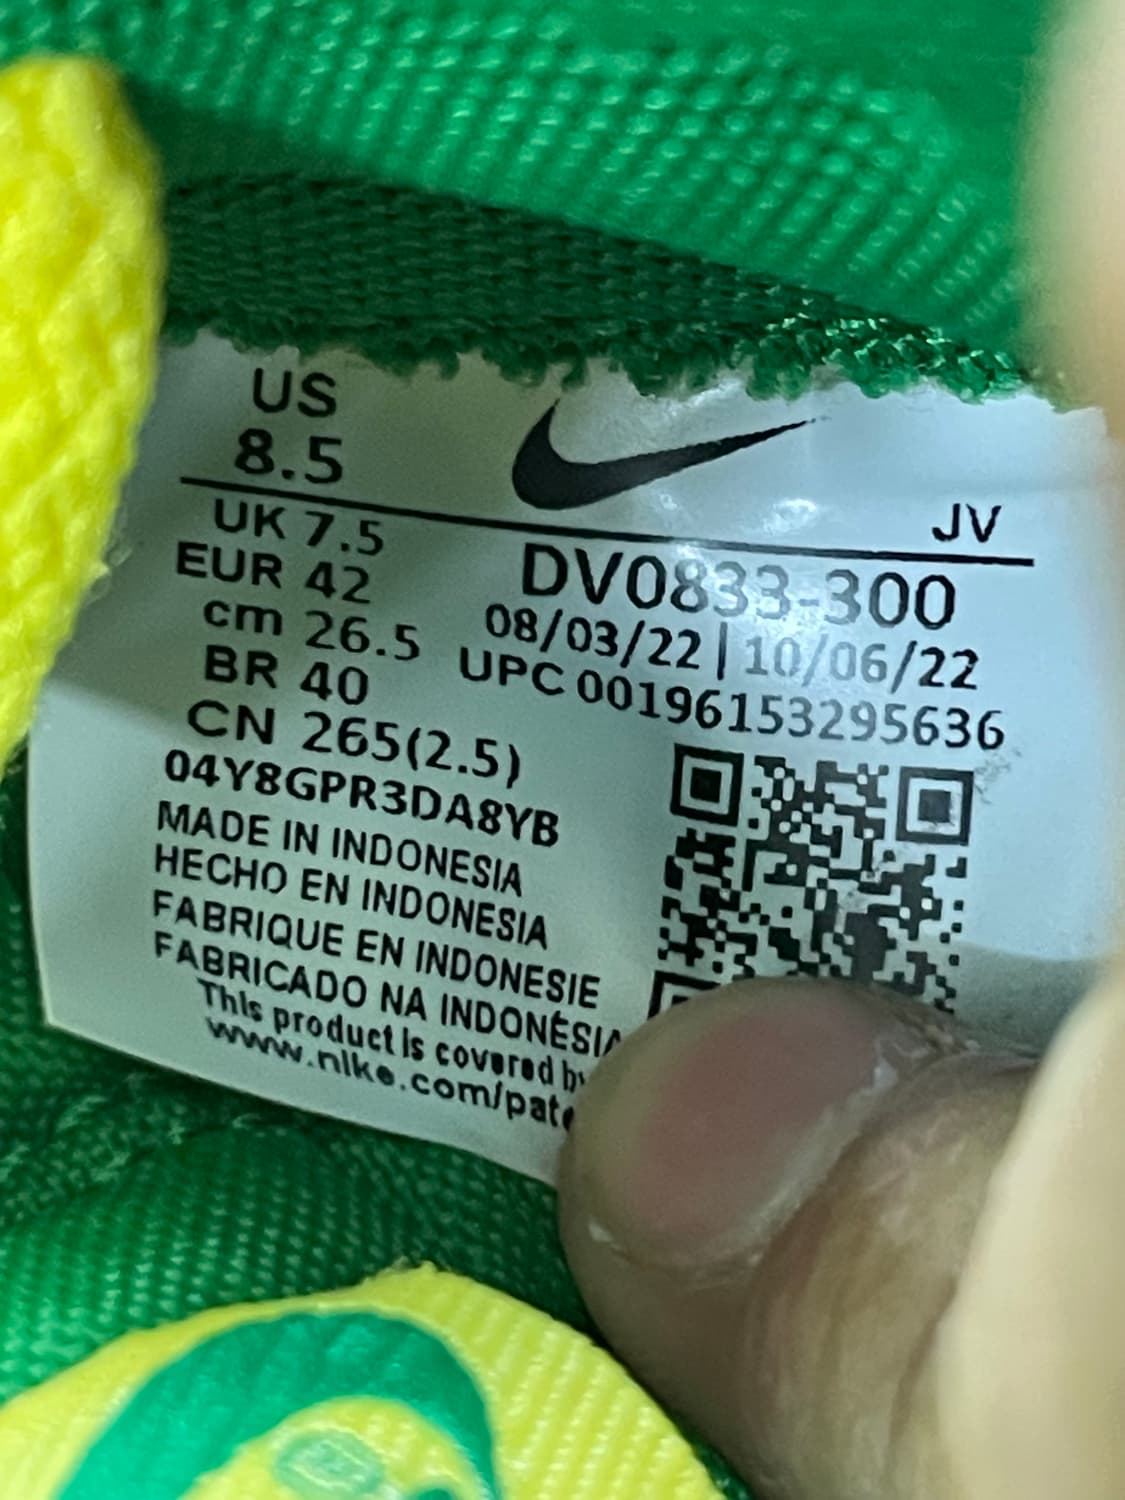 US
8.5
JV
UK 7.5
EUR 42
cm 26.5
BR 40
CN 265(2.5)
DV0833-300
08/03/22 | 10/06/22
UPC 00196153295636
04Y8GPR3DA8YB
MADE IN INDONESIA
HECHO EN INDONESIA
FABRIQUE EN INDONESIE
FABRICADO NA INDONÉSIA
This product is covered by
www.nike.com/pate